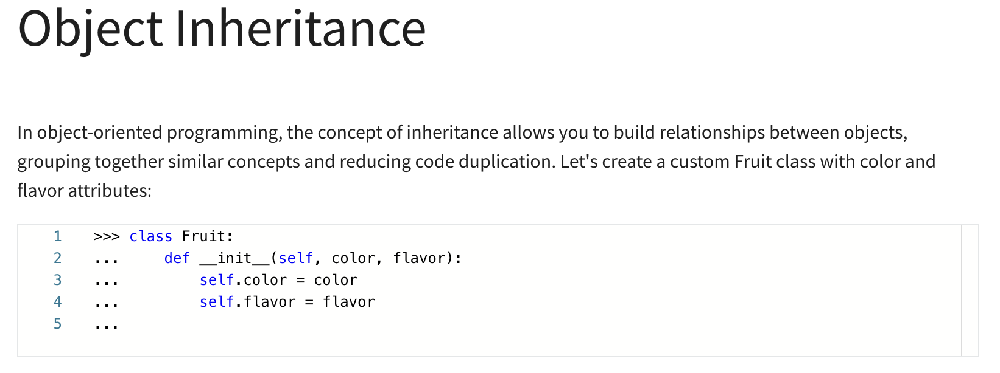 Object Inheritance
In object-oriented programming, the concept of inheritance allows you to build relationships between objects,
grouping together similar concepts and reducing code duplication. Let's create a custom Fruit class with color and
flavor attributes:
1 >>> class Fruit:
2 ...     def __init__(self, color, flavor):
3 ...         self.color = color
4 ...         self.flavor = flavor
5 ...